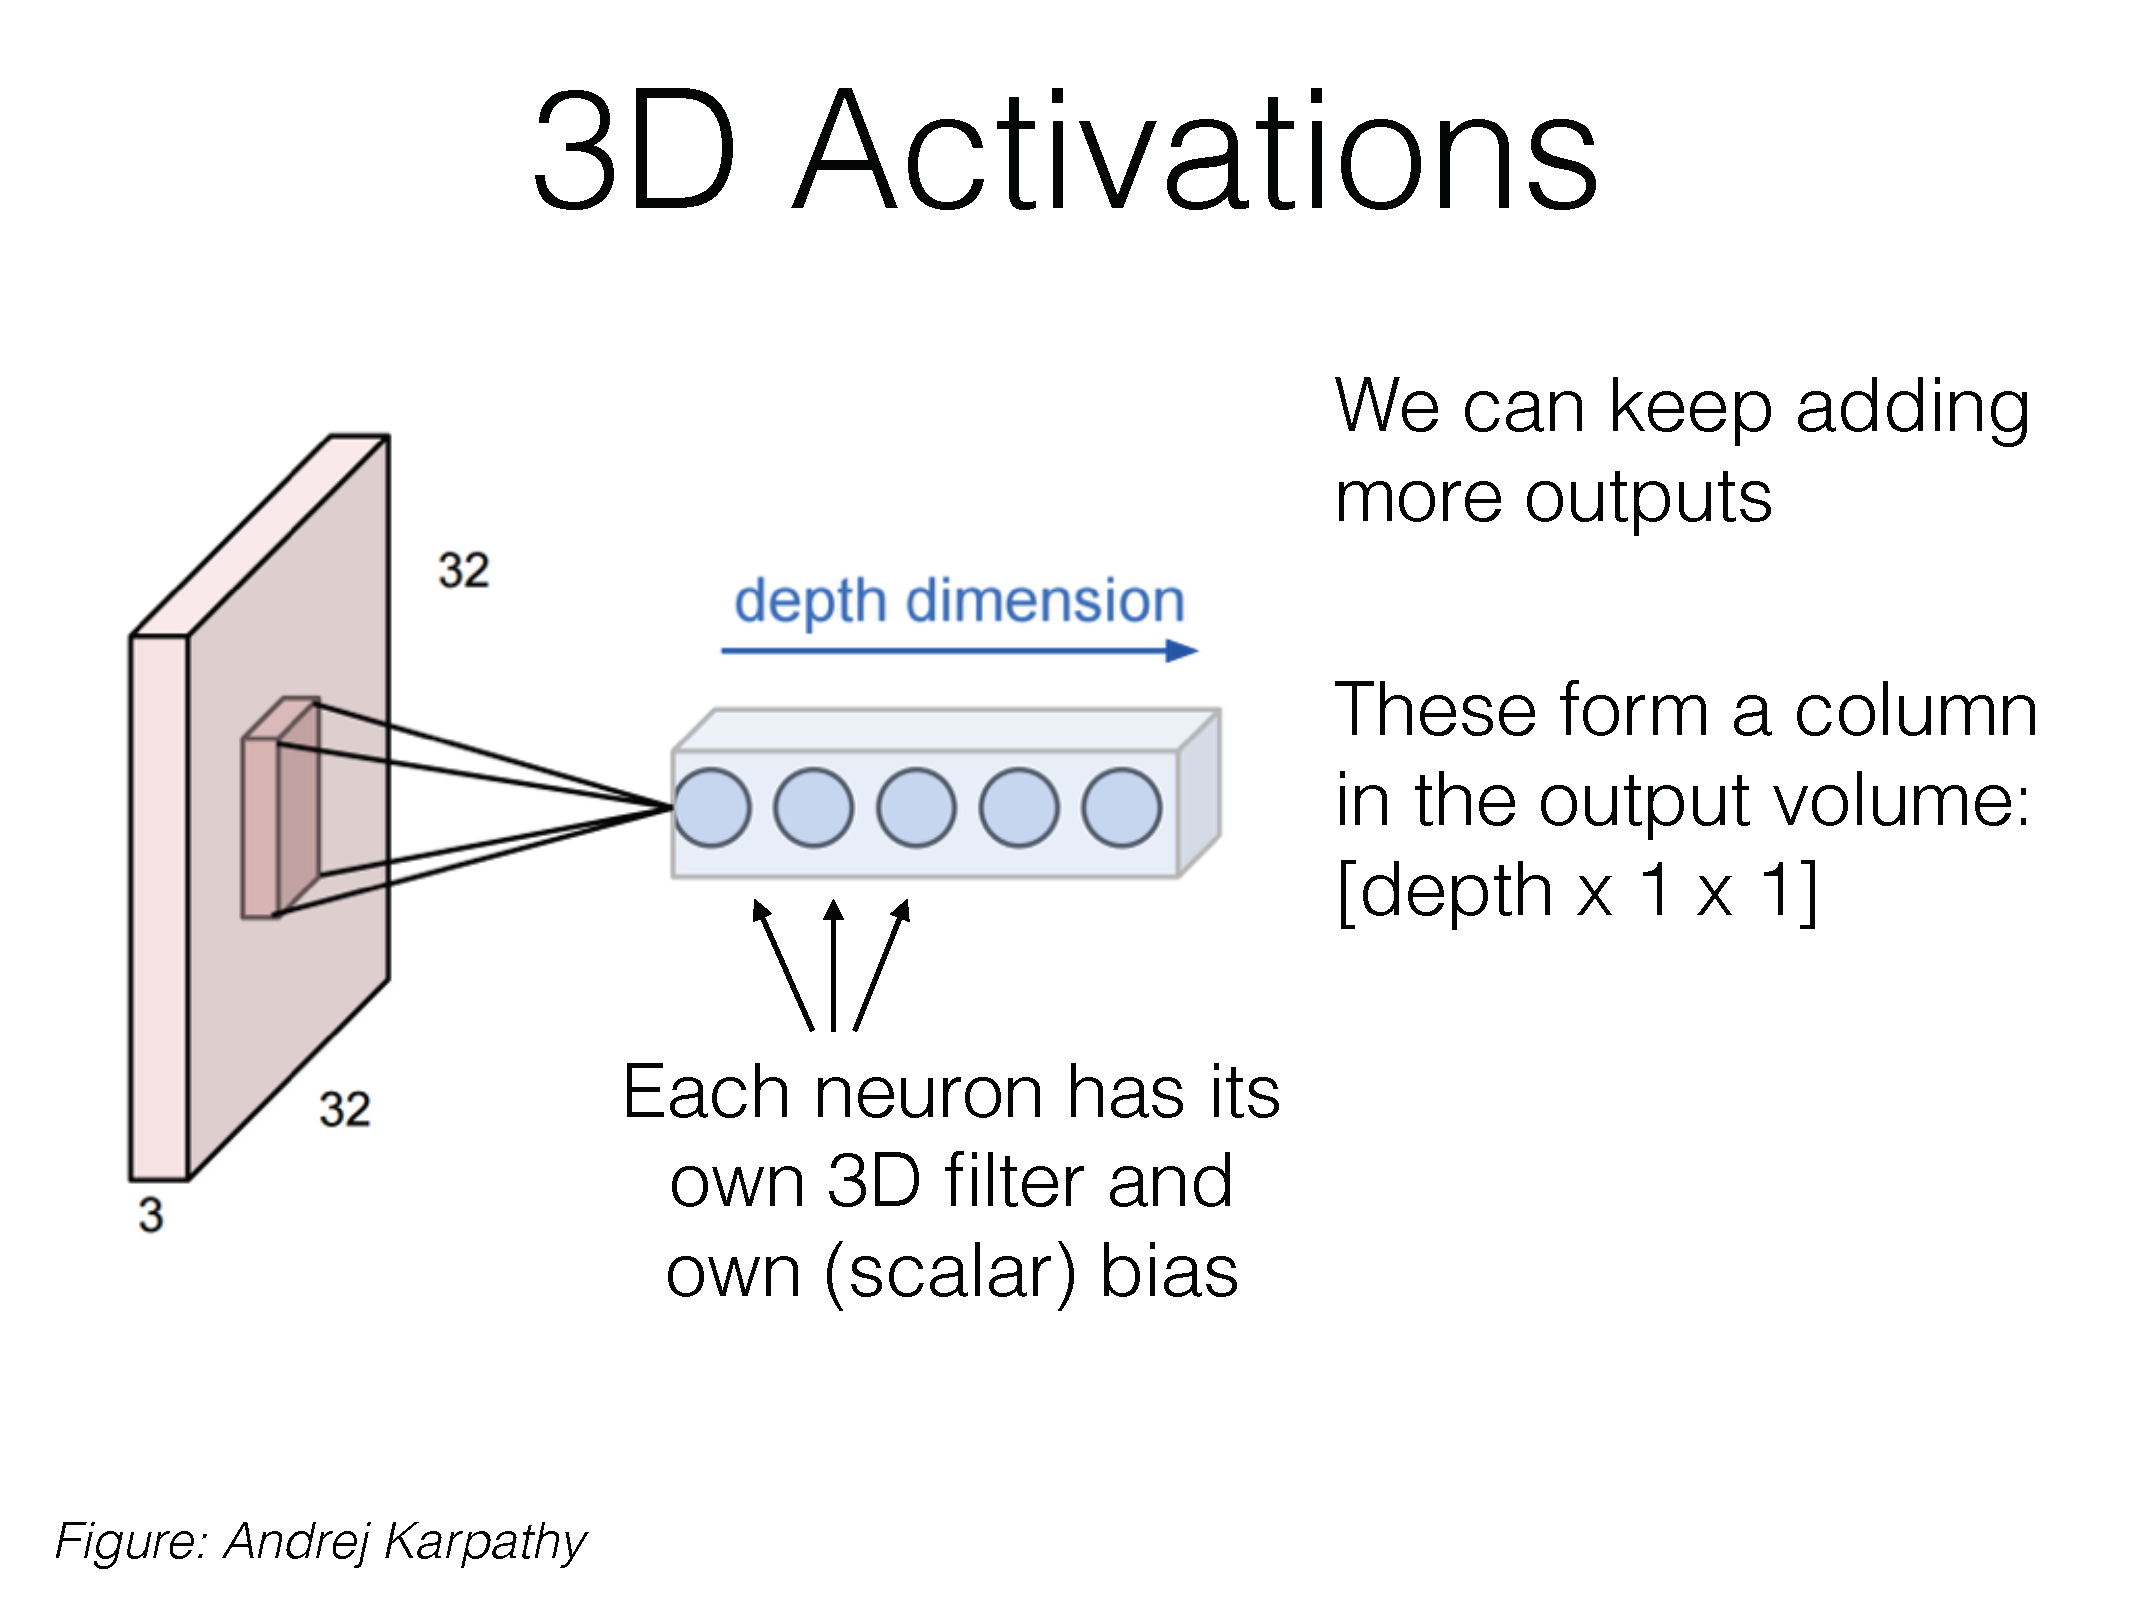 3D Activations
We can keep adding
more outputs
32
depth dimension
These form a column
in the output volume:
[depth x 1 x 1]
Each neuron has its
own 3D filter and
own (scalar) bias
32
3
Figure: Andrej Karpathy